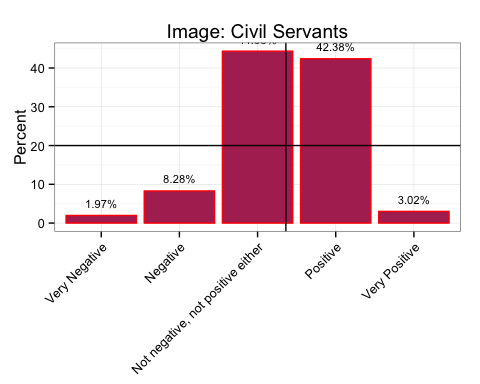 Image: Civil Servants
42.38%
8.28%
3.02%
1.97%
Percent
40
30
20
10
0
Very Negative
Negative
Not negative, not positive either
Positive
Very Positive